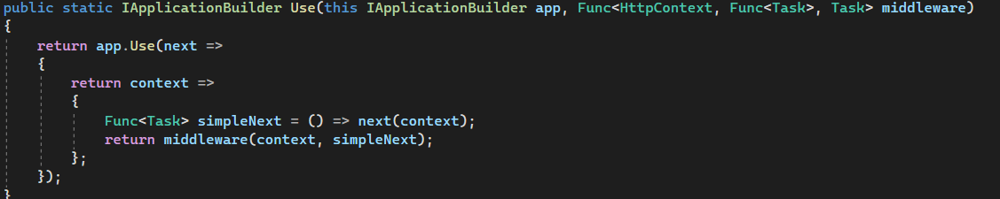 public static IApplicationBuilder Use(this IApplicationBuilder app, Func<HttpContext, Func<Task>, Task> middleware)
{
    return app.Use(next =>
    {
        return context =>
        {
            Func<Task> simpleNext = () => next(context);
            return middleware(context, simpleNext);
        };
    });
}